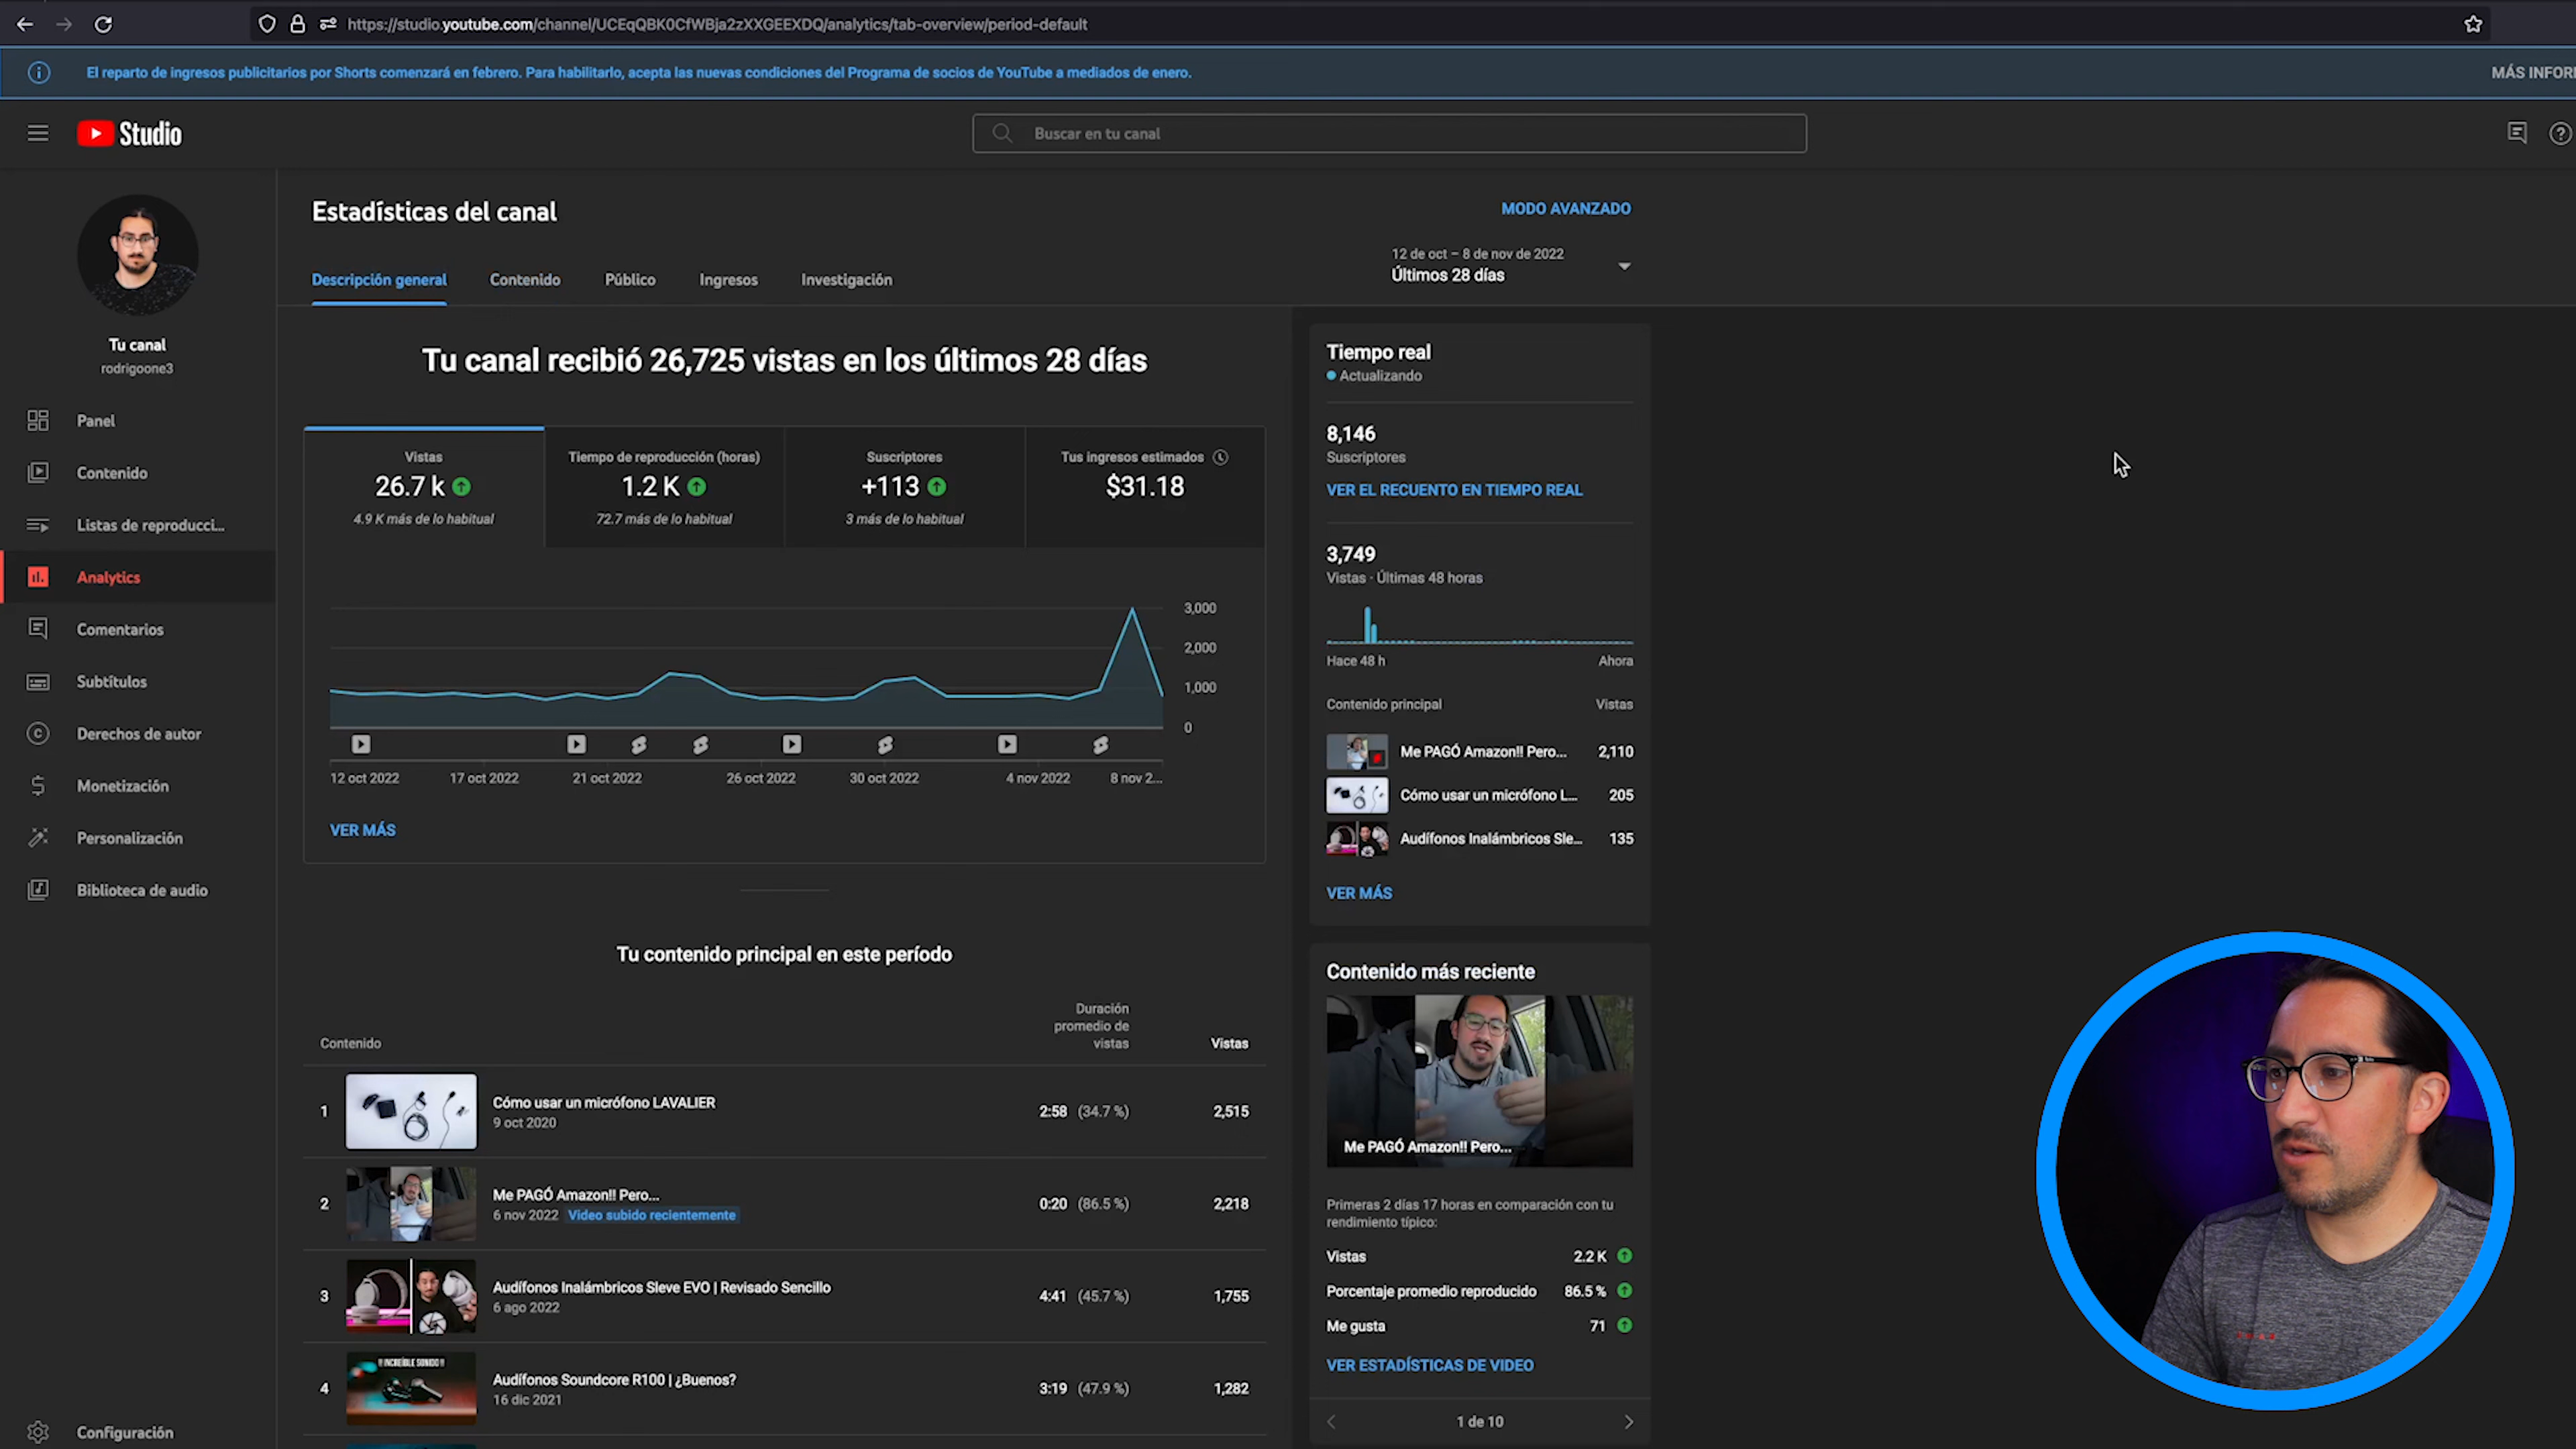 https://studio.youtube.com/channel/UCEqQBK0CfWBja2zXXGEEXDQ/analytics/tab-overview/period-default
El reparto de ingresos publicitarios por Shorts comenzará en febrero. Para habilitarlo, acepta las nuevas condiciones del Programa de socios de YouTube a mediados de enero.
MÁS INFORI
Studio
Buscar en tu canal
Tu canal
rodrigoone3
Panel
Contenido
Listas de reproducci...
Analytics
Comentarios
Subtítulos
Derechos de autor
Monetización
Personalización
Biblioteca de audio
Configuración
Estadísticas del canal
MODO AVANZADO
Descripción general
Contenido
Público
Ingresos
Investigación
12 de oct – 8 de nov de 2022
Últimos 28 días
Tu canal recibió 26,725 vistas en los últimos 28 días
Vistas
26.7 k
4.9 K más de lo habitual
Tiempo de reproducción (horas)
1.2 K
72.7 más de lo habitual
Suscriptores
+113
3 más de lo habitual
Tus ingresos estimados
$31.18
3,000
2,000
1,000
0
12 oct 2022
17 oct 2022
21 oct 2022
26 oct 2022
30 oct 2022
4 nov 2022
8 nov 2...
VER MÁS
Tu contenido principal en este período
Contenido
Duración
promedio de
vistas
Vistas
1
Cómo usar un micrófono LAVALIER
9 oct 2020
2:58 (34.7 %)
2,515
2
Me PAGÓ Amazon!! Pero...
6 nov 2022 Video subido recientemente
0:20 (86.5 %)
2,218
3
Audífonos Inalámbricos Sleve EVO | Revisado Sencillo
6 ago 2022
4:41 (45.7 %)
1,755
4
!! INCREÍBLE SONIDO !!
Audífonos Soundcore R100 | ¿Buenos?
16 dic 2021
3:19 (47.9 %)
1,282
Tiempo real
Actualizando
8,146
Suscriptores
VER EL RECUENTO EN TIEMPO REAL
3,749
Vistas · Últimas 48 horas
Hace 48 h
Ahora
Contenido principal
Vistas
Me PAGÓ Amazon!! Pero...
2,110
Cómo usar un micrófono L...
205
Audífonos Inalámbricos Sle...
135
VER MÁS
Contenido más reciente
Me PAGÓ Amazon!! Pero...
Primeras 2 días 17 horas en comparación con tu
rendimiento típico:
Vistas
2.2 K
Porcentaje promedio reproducido
86.5 %
Me gusta
71
VER ESTADÍSTICAS DE VIDEO
1 de 10